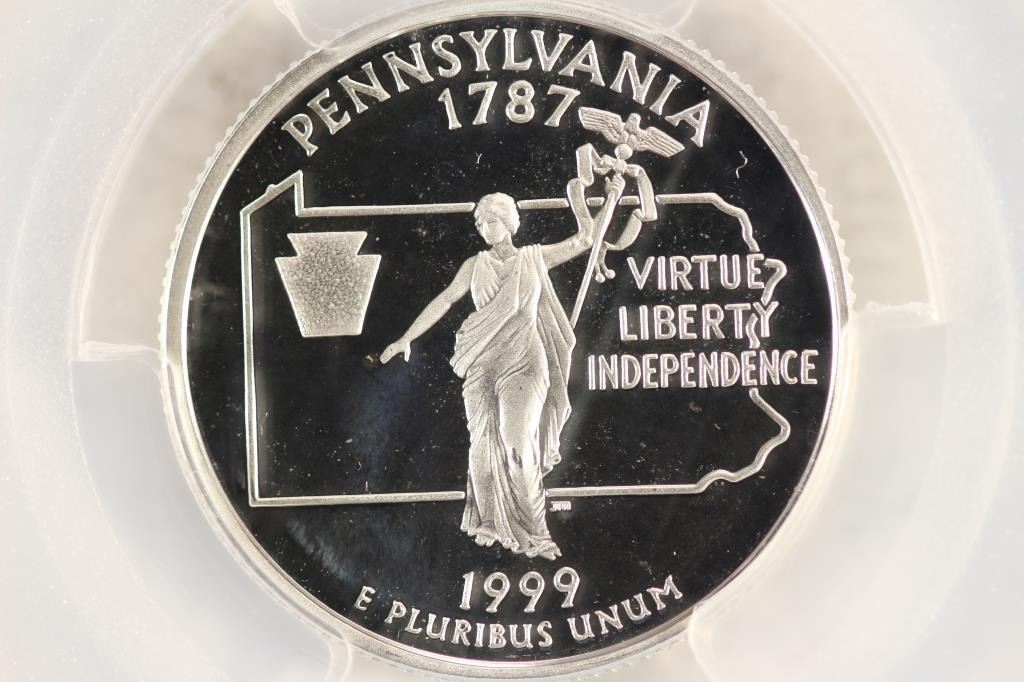 PENNSYLVANIA
1787
VIRTUE
LIBERTY
INDEPENDENCE
1999
E PLURIBUS UNUM